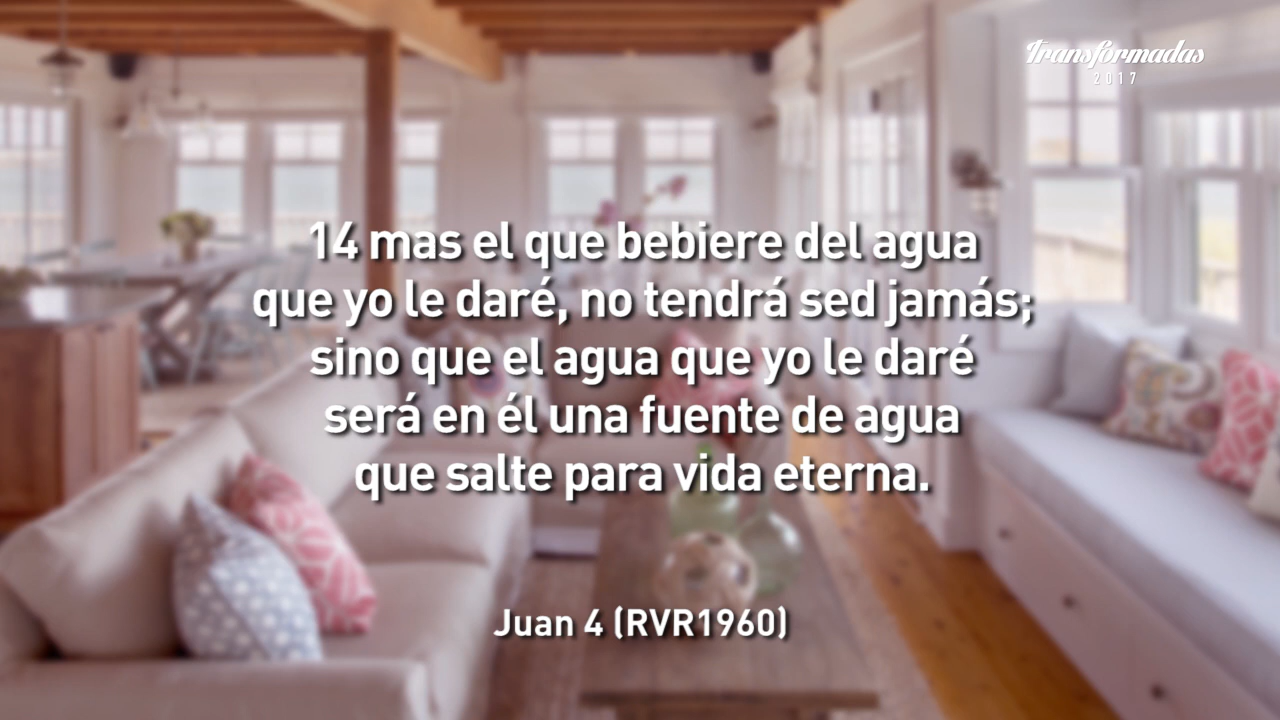 Transformadas
2017
14 mas el que bebiere del agua
que yo le daré, no tendrá sed jamás;
sino que el agua que yo le daré
será en él una fuente de agua
que salte para vida eterna.
Juan 4 (RVR1960)